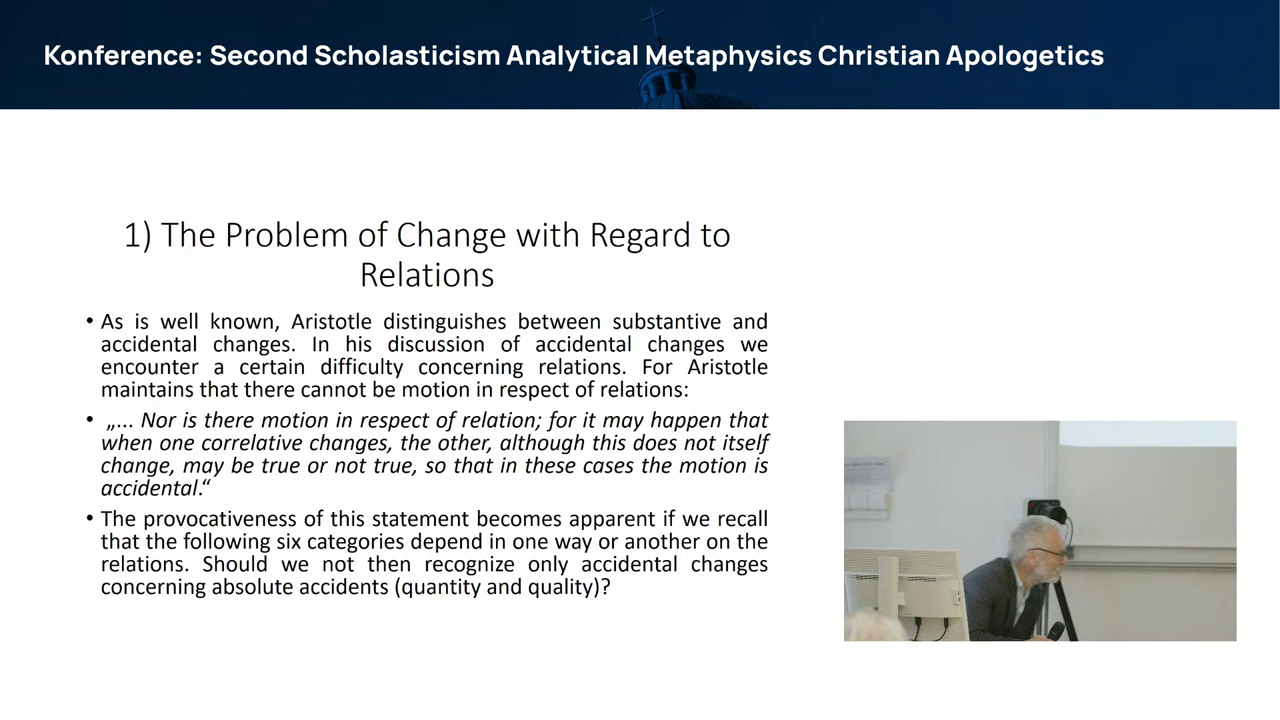 Konference: Second Scholasticism Analytical Metaphysics Christian Apologetics
1) The Problem of Change with Regard to
Relations
• As is well known, Aristotle distinguishes between substantive and
accidental changes. In his discussion of accidental changes we
encounter a certain difficulty concerning relations. For Aristotle
maintains that there cannot be motion in respect of relations:
• „... Nor is there motion in respect of relation; for it may happen that
when one correlative changes, the other, although this does not itself
change, may be true or not true, so that in these cases the motion is
accidental.“
• The provocativeness of this statement becomes apparent if we recall
that the following six categories depend in one way or another on the
relations. Should we not then recognize only accidental changes
concerning absolute accidents (quantity and quality)?